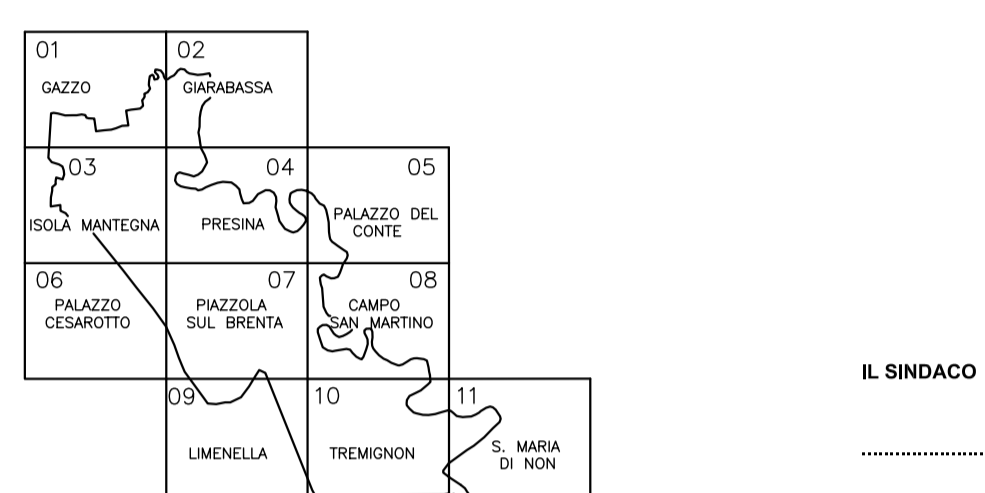 01
GAZZO
02
GIARABASSA
03
ISOLA MANTEGNA
04
PRESINA
05
PALAZZO DEL
CONTE
06
PALAZZO
CESAROTTO
07
PIAZZOLA
SUL BRENTA
08
CAMPO
SAN MARTINO
IL SINDACO
09
LIMENELLA
10
TREMIGNON
11
S. MARIA
DI NON